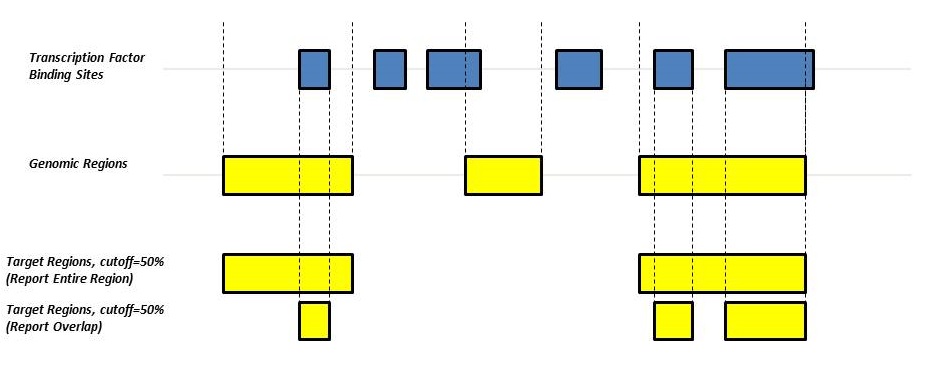 Transcription Factor
Binding Sites
Genomic Regions
Target Regions, cutoff=50%
(Report Entire Region)
Target Regions, cutoff=50%
(Report Overlap)